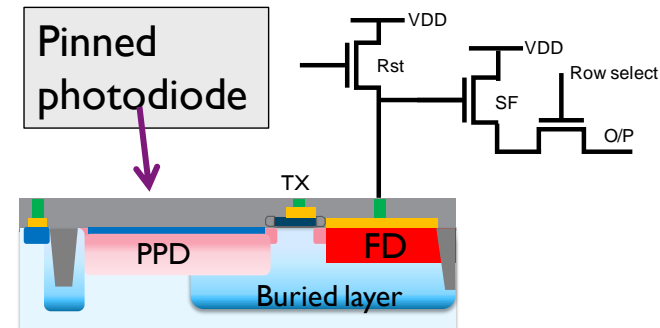 Pinned
photodiode
VDD
Rst
VDD
SF
Row select
O/P
TX
PPD
FD
Buried layer